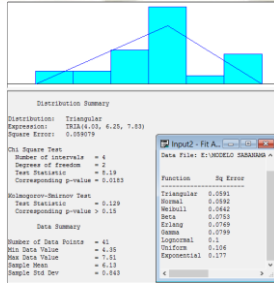 Distribution Summary
Distribution: Triangular
Expression: TRIA(4.03, 6.25, 7.83)
Square Error: 0.059079
Chi Square Test
Number of intervals = 4
Degrees of freedom = 2
Test Statistic = 8.19
Corresponding p-value = 0.0183
Kolmogorov-Smirnov Test
Test Statistic = 0.129
Corresponding p-value > 0.15
Data Summary
Number of Data Points = 41
Min Data Value = 4.35
Max Data Value = 7.51
Sample Mean = 6.13
Sample Std Dev = 0.843
Input2 - Fit A...
Data File: E:\MODELO SABANAMA
Function Sq Error
Triangular 0.0591
Normal 0.0592
Weibull 0.0642
Beta 0.0753
Erlang 0.0769
Gamma 0.0799
Lognormal 0.1
Uniform 0.106
Exponential 0.177